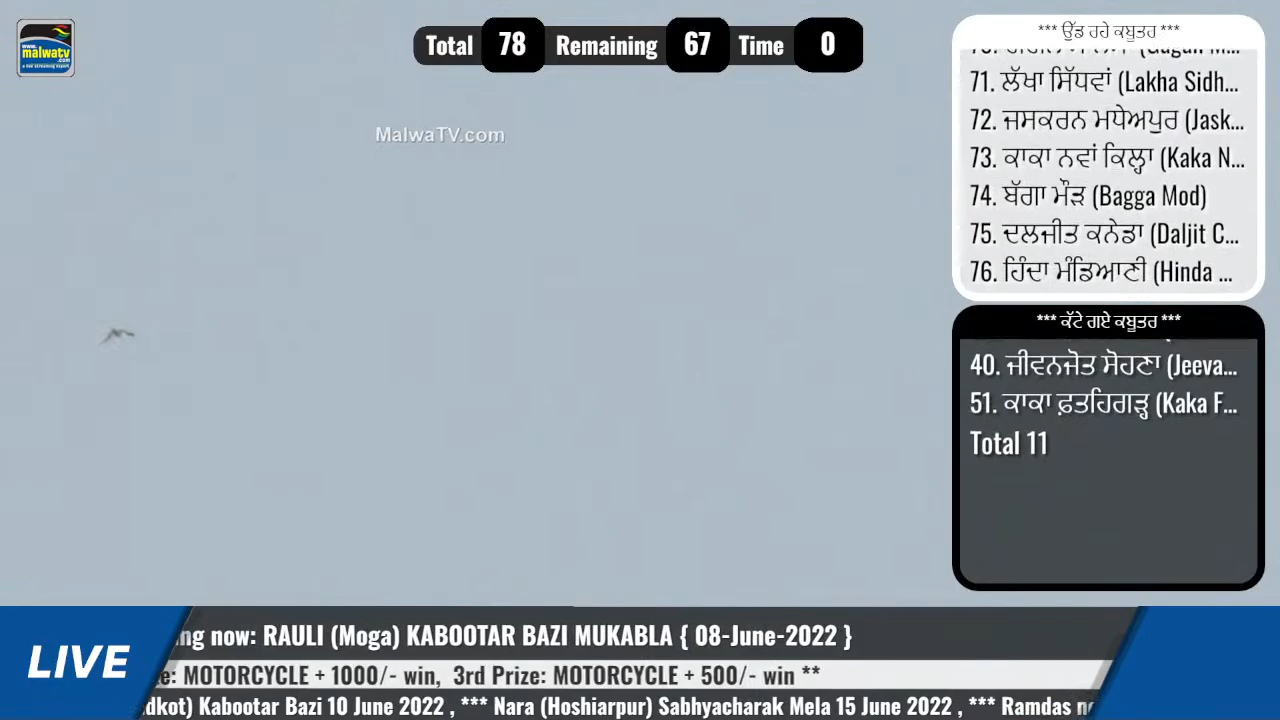 www.
malwatv
.com
Total 78 Remaining 67 Time 0
MalwaTV.com
*** ਉੱਡ ਰਹੇ ਕਬੂਤਰ ***
71. ਲੱਖਾ ਸਿੱਧਵਾਂ (Lakha Sidh...
72. ਜਸਕਰਨ ਮਧੇਅਪੁਰ (Jask...
73. ਕਾਕਾ ਨਵਾਂ ਕਿਲ੍ਹਾ (Kaka N...
74. ਬੱਗਾ ਮੌੜ (Bagga Mod)
75. ਦਲਜੀਤ ਕਨੇਡਾ (Daljit C...
76. ਹਿੰਦਾ ਮੰਡਿਆਣੀ (Hinda ...
*** ਕੱਟੇ ਗਏ ਕਬੂਤਰ ***
40. ਜੀਵਨਜੋਤ ਸੋਹਣਾ (Jeeva...
51. ਕਾਕਾ ਫ਼ਤਹਿਗੜ੍ਹ (Kaka F...
Total 11
LIVE
ng now: RAULI (Moga) KABOOTAR BAZI MUKABLA { 08-June-2022 }
e: MOTORCYCLE + 1000/- win, 3rd Prize: MOTORCYCLE + 500/- win **
dkot) Kabootar Bazi 10 June 2022 , *** Nara (Hoshiarpur) Sabhyacharak Mela 15 June 2022 , *** Ramdas